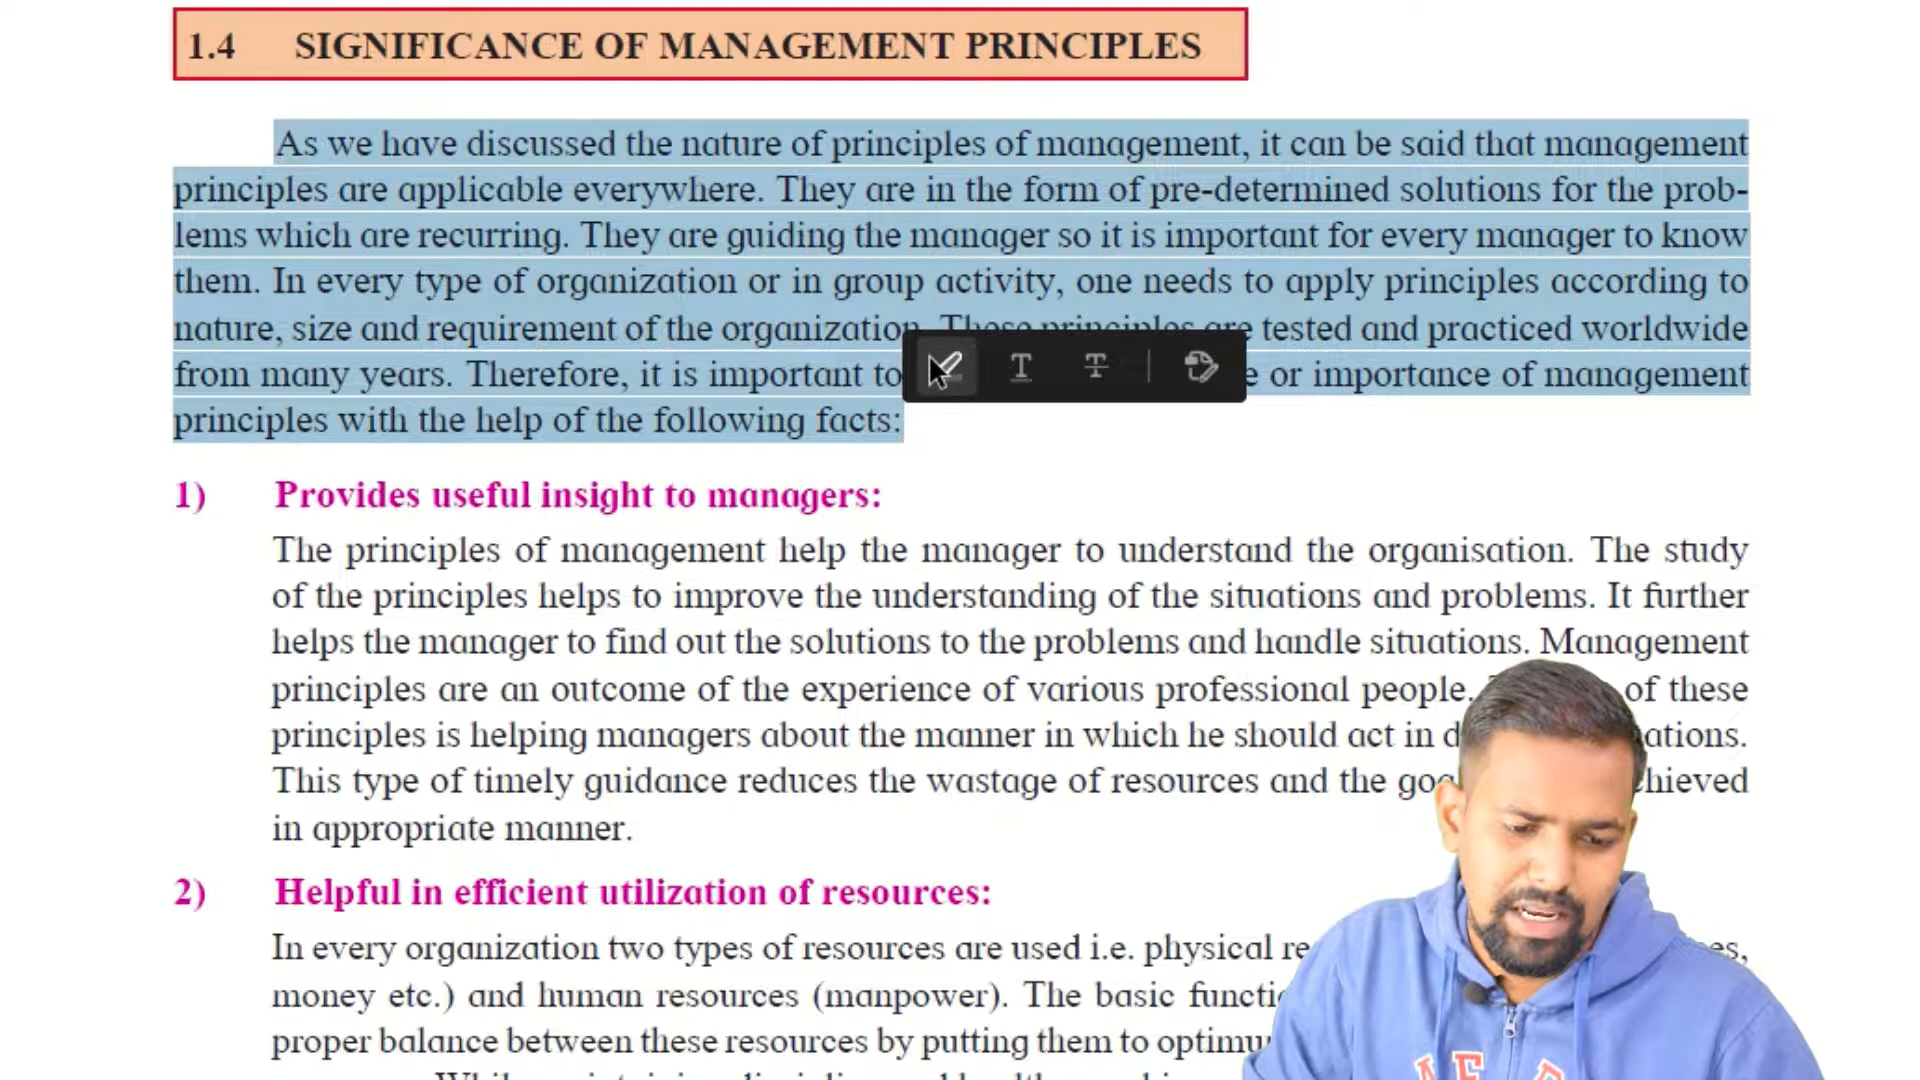 1.4 SIGNIFICANCE OF MANAGEMENT PRINCIPLES
As we have discussed the nature of principles of management, it can be said that management
principles are applicable everywhere. They are in the form of pre-determined solutions for the prob-
lems which are recurring. They are guiding the manager so it is important for every manager to know
them. In every type of organization or in group activity, one needs to apply principles according to
nature, size and requirement of the organization. These principles are tested and practiced worldwide
from many years. Therefore, it is important to or importance of management
principles with the help of the following facts:
1) Provides useful insight to managers:
The principles of management help the manager to understand the organisation. The study
of the principles helps to improve the understanding of the situations and problems. It further
helps the manager to find out the solutions to the problems and handle situations. Management
principles are an outcome of the experience of various professional people. of these
principles is helping managers about the manner in which he should act in
This type of timely guidance reduces the wastage of resources and the
in appropriate manner.
2) Helpful in efficient utilization of resources:
In every organization two types of resources are used i.e. physical
money etc.) and human resources (manpower). The basic
proper balance between these resources by putting them to